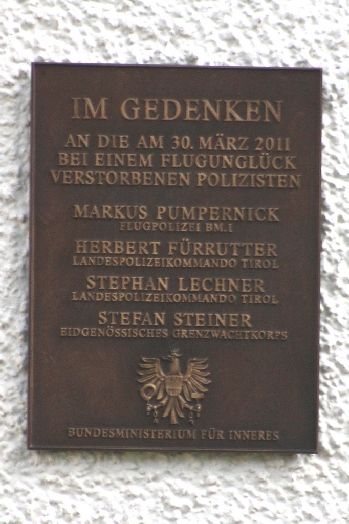 IM GEDENKEN
AN DIE AM 30. MÄRZ 2011
BEI EINEM FLUGUNGLÜCK
VERSTORBENEN POLIZISTEN
MARKUS PUMPERNICK
FLUGPOLIZEI BM.I
HERBERT FÜRRUTTER
LANDESPOLIZEIKOMMANDO TIROL
STEPHAN LECHNER
LANDESPOLIZEIKOMMANDO TIROL
STEFAN STEINER
EIDGENÖSSISCHES GRENZWACHTKORPS
BUNDESMINISTERIUM FÜR INNERES